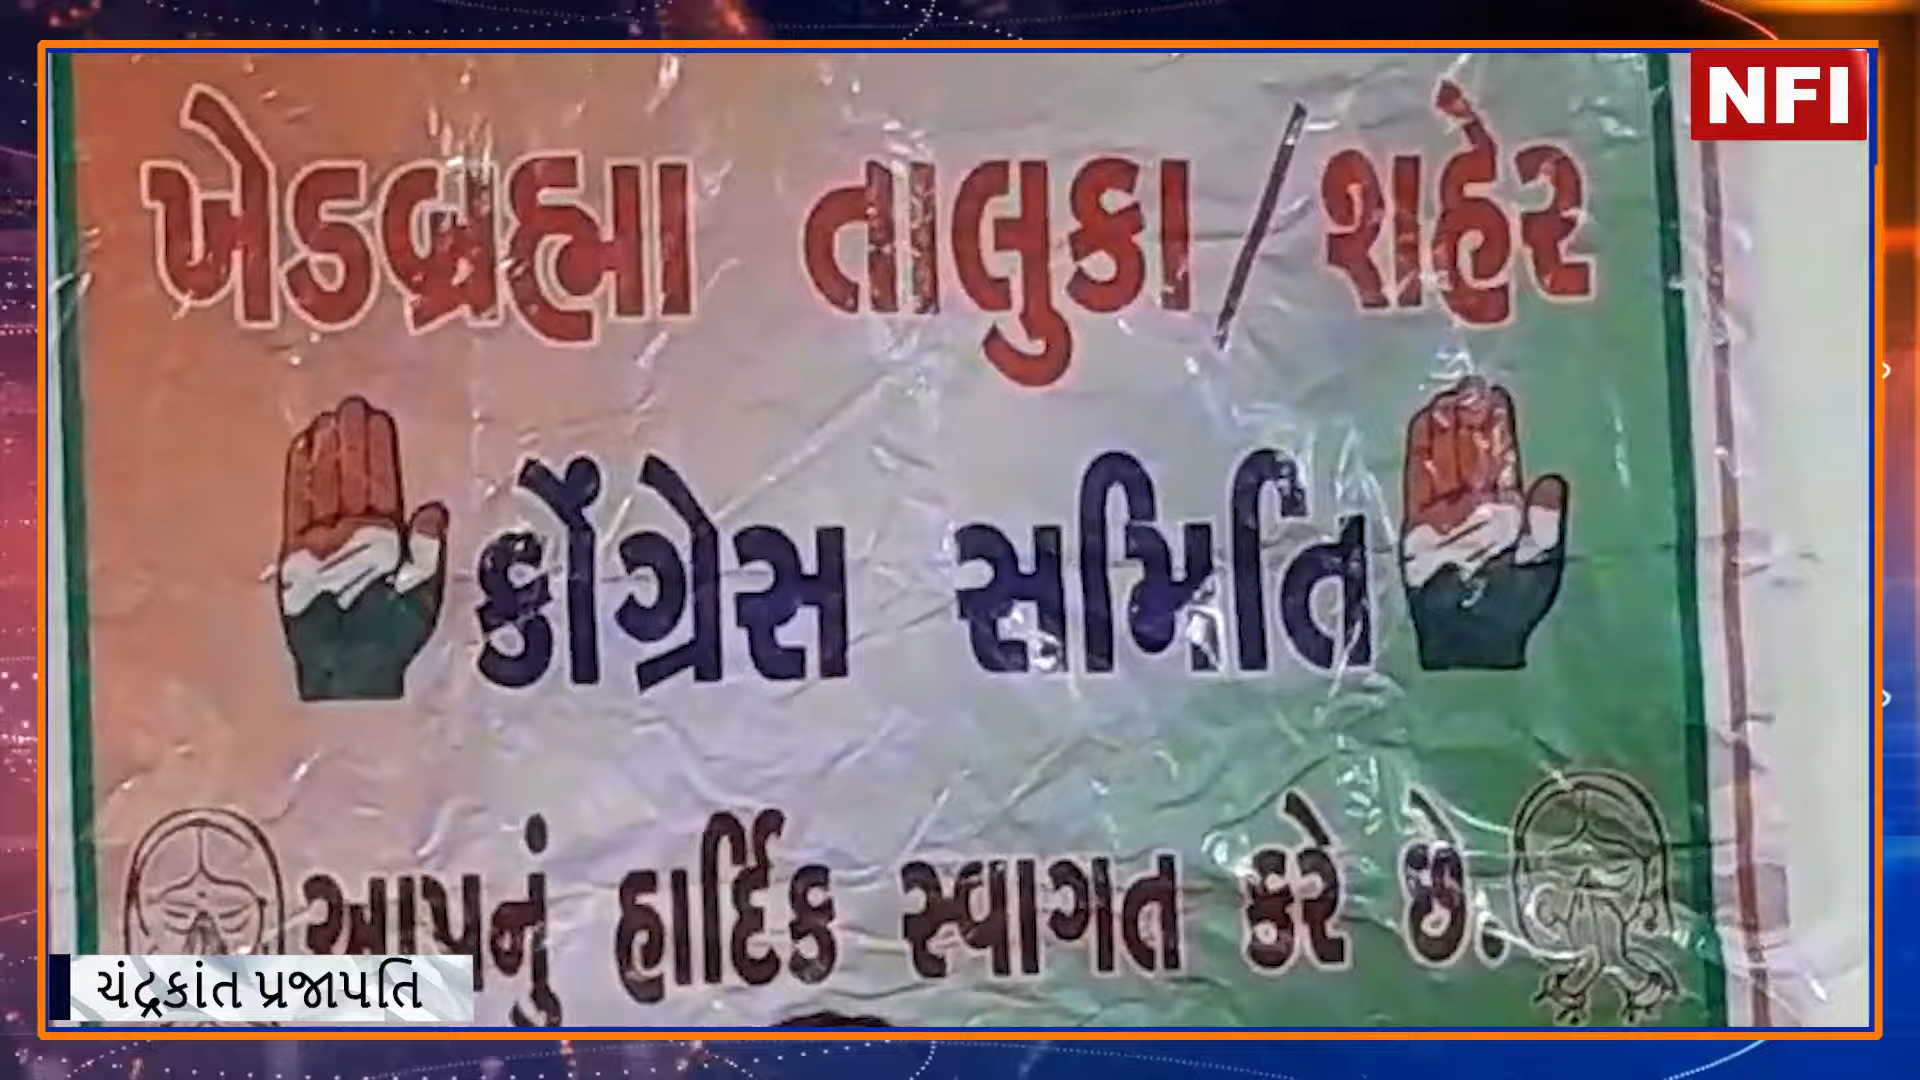 NFI
ખેડબ્રહ્મા તાલુકા/શહેર
કોંગ્રેસ સમિતિ
આપનું હાર્દિક સ્વાગત કરે છે.
ચંદ્રકાંત પ્રજાપતિ